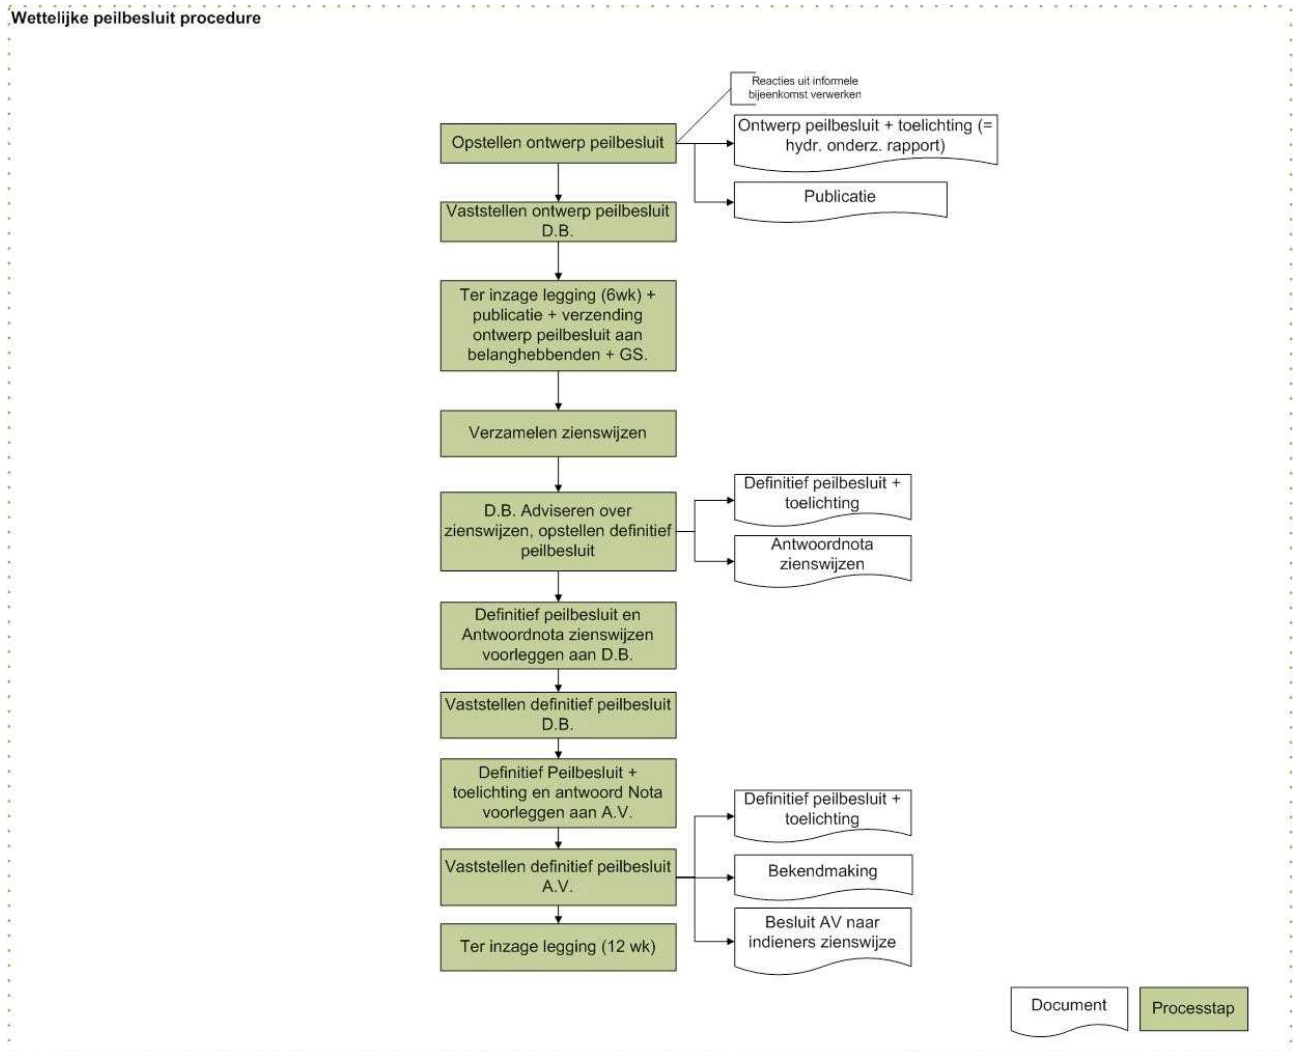 Wettelijke peilbesluit procedure
Reacties uit informele
bijeenkomst verwerken
Opstellen ontwerp peilbesluit
Ontwerp peilbesluit + toelichting (=
hydr. onderz. rapport)
Publicatie
Vaststellen ontwerp peilbesluit
D.B.
Ter inzage legging (6wk) +
publicatie + verzending
ontwerp peilbesluit aan
belanghebbenden + GS.
Verzamelen zienswijzen
D.B. Adviseren over
zienswijzen, opstellen definitief
peilbesluit
Definitief peilbesluit +
toelichting
Antwoordnota
zienswijzen
Definitief peilbesluit en
Antwoordnota zienswijzen
voorleggen aan D.B.
Vaststellen definitief peilbesluit
D.B.
Definitief Peilbesluit +
toelichting en antwoord Nota
voorleggen aan A.V.
Vaststellen definitief peilbesluit
A.V.
Definitief peilbesluit +
toelichting
Bekendmaking
Besluit AV naar
indieners zienswijze
Ter inzage legging (12 wk)
Document
Processtap